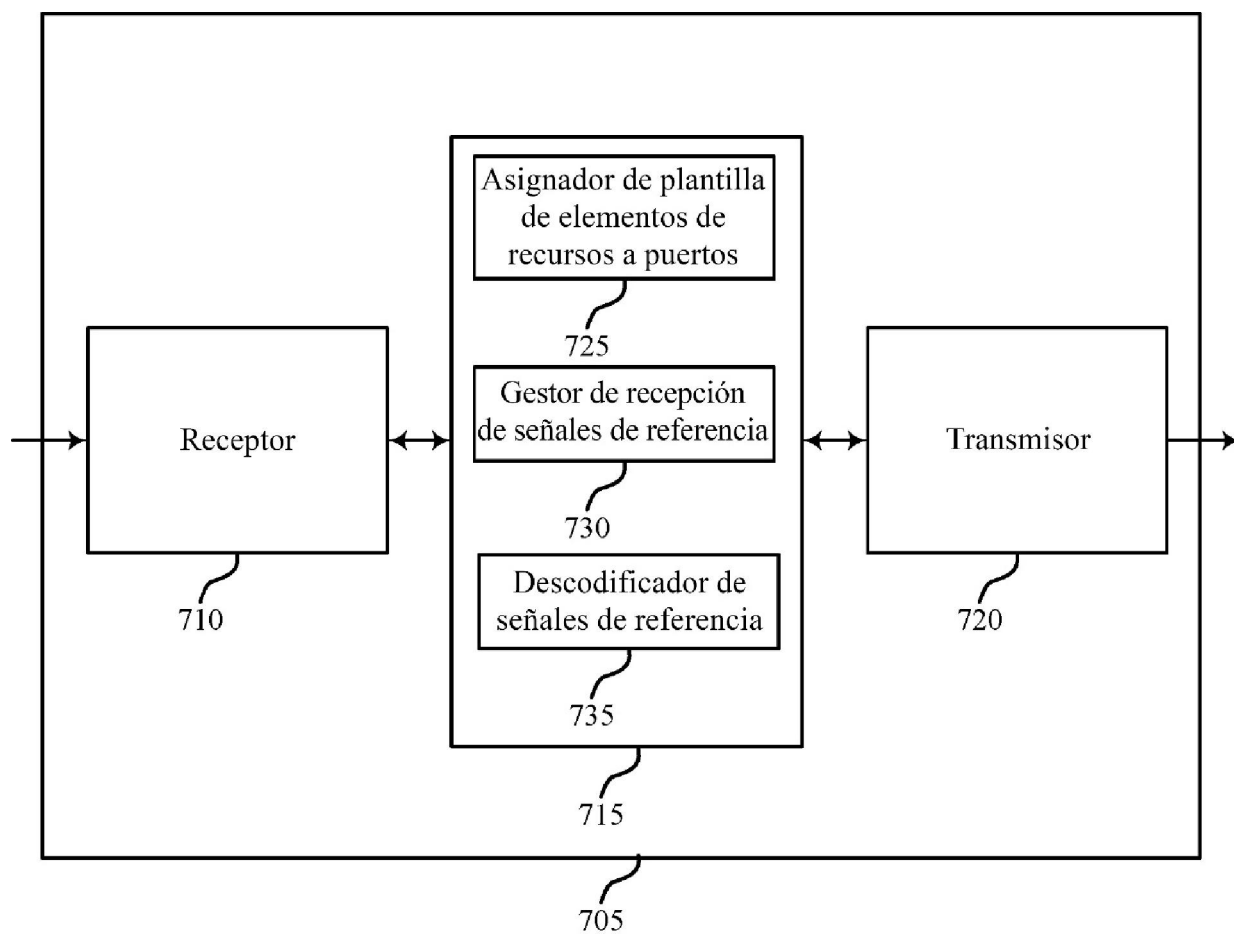 Asignador de plantilla
de elementos de
recursos a puertos
725
Receptor
710
Gestor de recepción
de señales de referencia
730
Transmisor
720
Descodificador de
señales de referencia
735
715
705